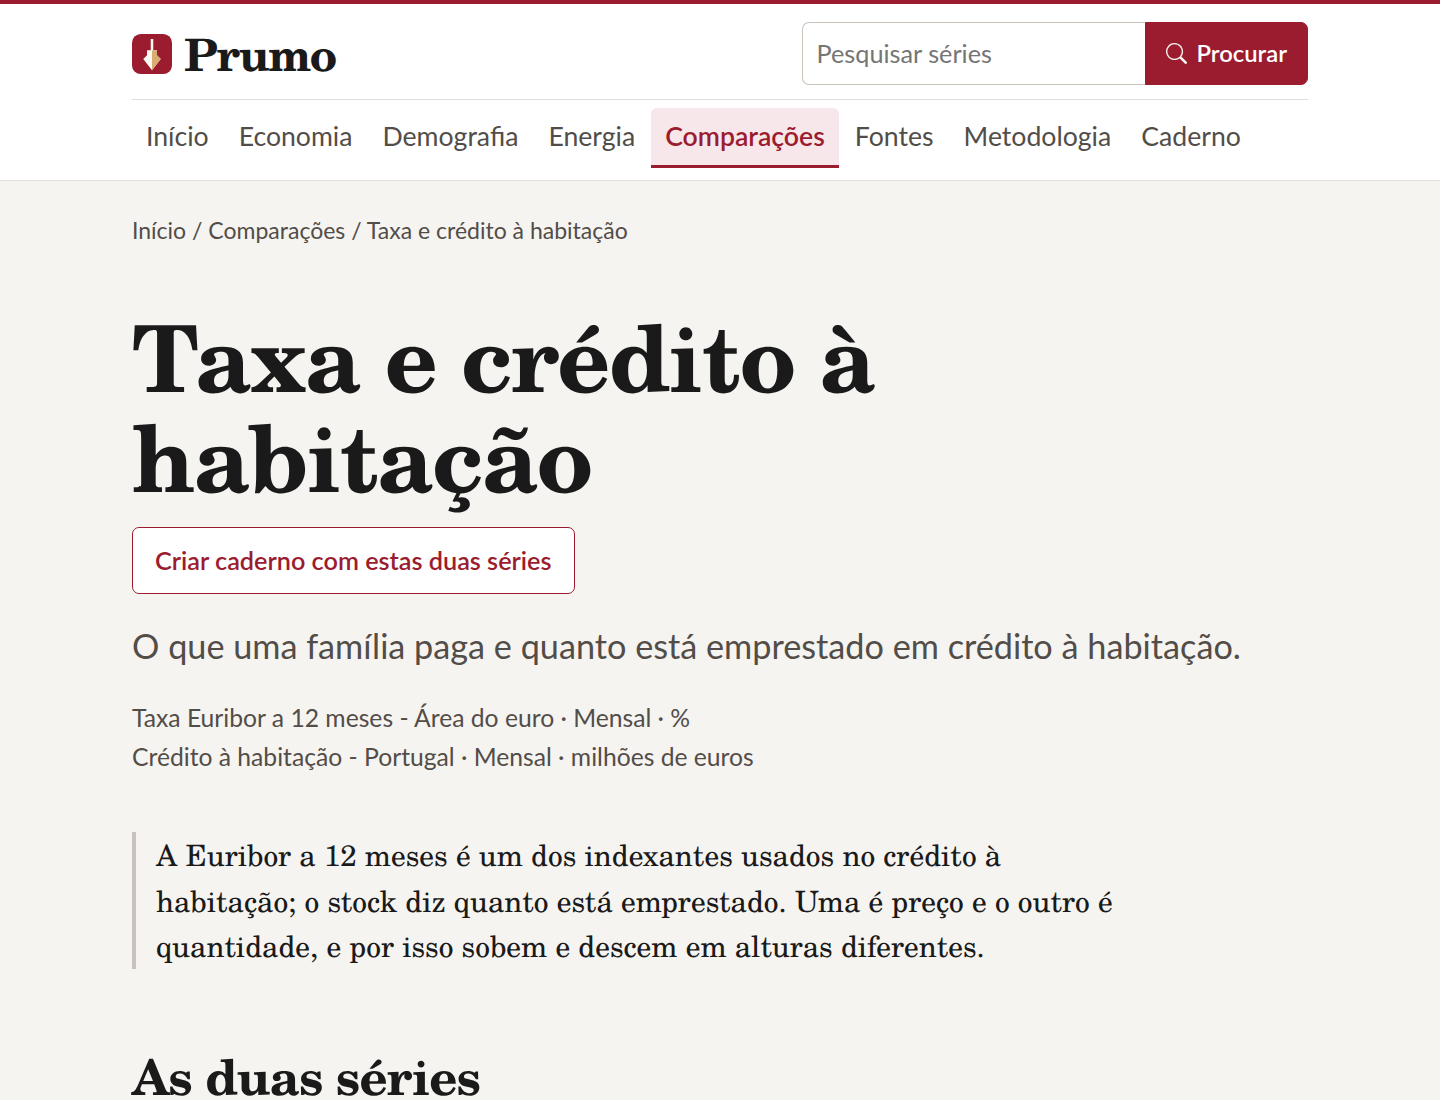 Prumo
Pesquisar séries
Procurar
Início Economia Demografia Energia Comparações Fontes Metodologia Caderno
Início / Comparações / Taxa e crédito à habitação
Taxa e crédito à
habitação
Criar caderno com estas duas séries
O que uma família paga e quanto está emprestado em crédito à habitação.
Taxa Euribor a 12 meses - Área do euro · Mensal · %
Crédito à habitação - Portugal · Mensal · milhões de euros
A Euribor a 12 meses é um dos indexantes usados no crédito à
habitação; o stock diz quanto está emprestado. Uma é preço e o outro é
quantidade, e por isso sobem e descem em alturas diferentes.
As duas séries